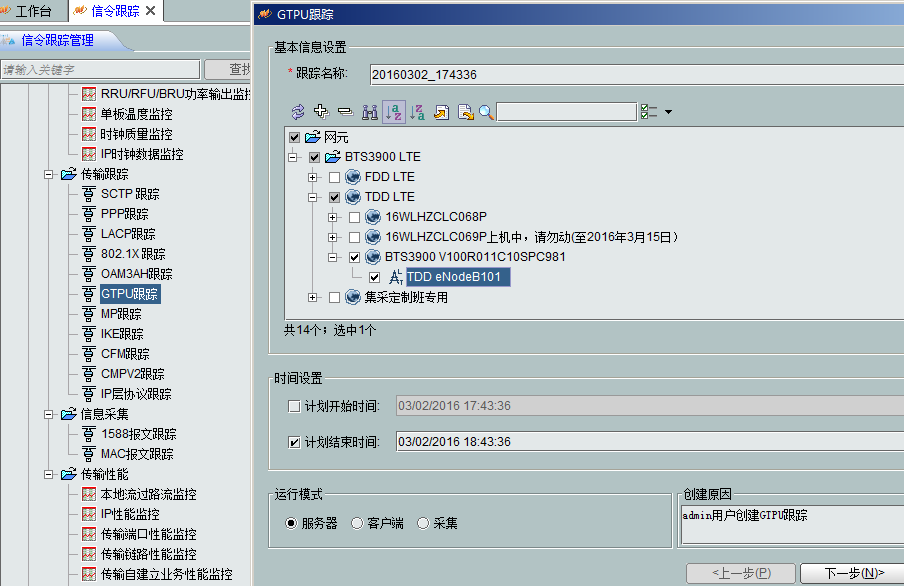 工作台
信令跟踪
信令跟踪管理
请输入关键字
查找
RRU/RFU/BRU功率输出监控
单板温度监控
时钟质量监控
IP时钟数据监控
传输跟踪
SCTP 跟踪
PPP跟踪
LACP跟踪
802.1X 跟踪
OAM3AH跟踪
GTPU跟踪
MP跟踪
IKE跟踪
CFM跟踪
CMPV2跟踪
IP层协议跟踪
信息采集
1588报文跟踪
MAC报文跟踪
传输性能
本地流过路流监控
IP性能监控
传输端口性能监控
传输链路性能监控
传输自建立业务性能监控
GTPU跟踪
基本信息设置
*跟踪名称:
20160302_174336
网元
BTS3900 LTE
FDD LTE
TDD LTE
16WLHZCLC068P
16WLHZCLC069P上机中，请勿动(至2016年3月15日）
BTS3900 V100R011C10SPC981
TDD eNodeB101
集采定制班专用
共14个；选中1个
时间设置
计划开始时间:
03/02/2016 17:43:36
计划结束时间:
03/02/2016 18:43:36
运行模式
服务器
客户端
采集
创建原因
admin用户创建GTPU跟踪
<上一步(P)
下一步(N)>